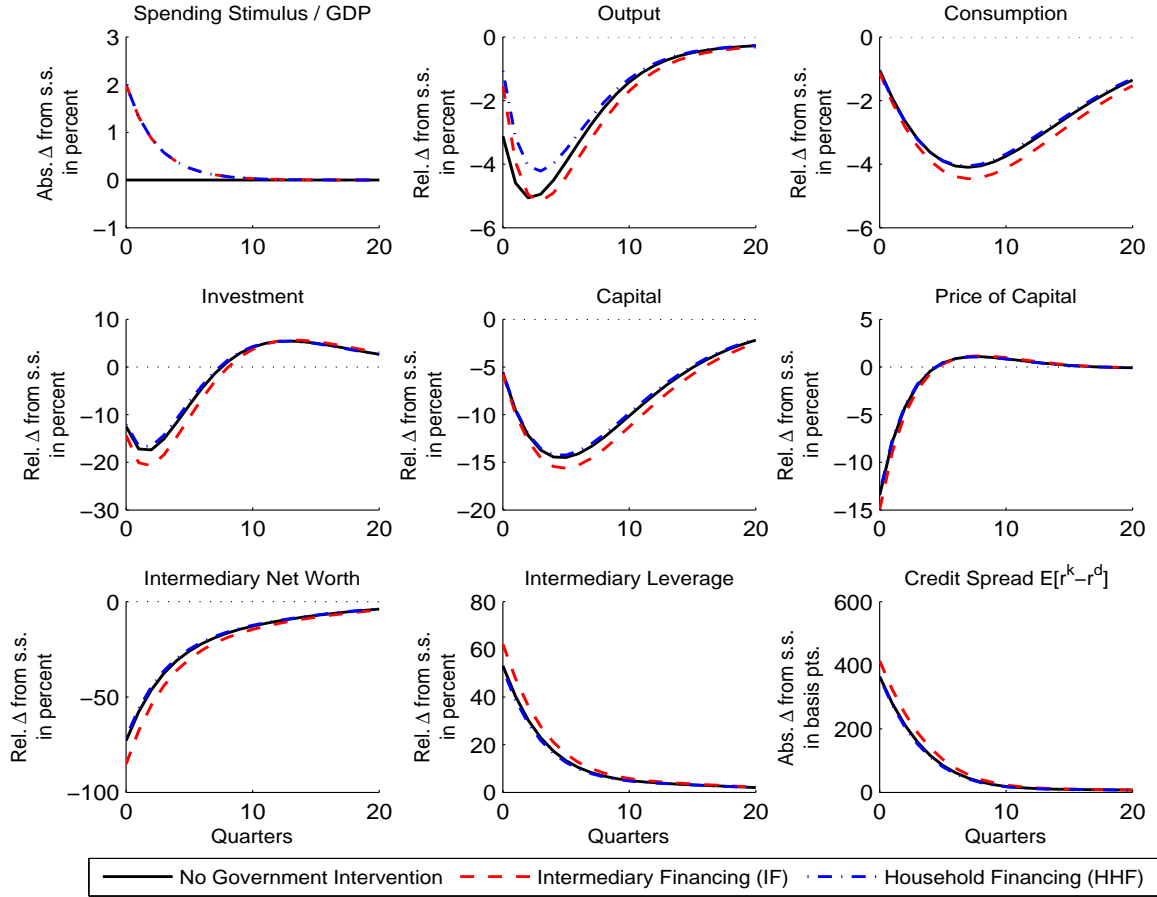 Spending Stimulus / GDP
Abs. Δ from s.s.
in percent
3
2
1
0
−1
0
10
20
Output
Rel. Δ from s.s.
in percent
0
−2
−4
−6
0
10
20
Consumption
Rel. Δ from s.s.
in percent
0
−2
−4
−6
0
10
20
Investment
Rel. Δ from s.s.
in percent
10
0
−10
−20
−30
0
10
20
Capital
Rel. Δ from s.s.
in percent
0
−5
−10
−15
−20
0
10
20
Price of Capital
Rel. Δ from s.s.
in percent
5
0
−5
−10
−15
0
10
20
Intermediary Net Worth
Rel. Δ from s.s.
in percent
0
−50
−100
0
10
20
Quarters
Intermediary Leverage
Rel. Δ from s.s.
in percent
80
60
40
20
0
0
10
20
Quarters
Credit Spread E[r^k−r^d]
Abs. Δ from s.s.
in basis pts.
600
400
200
0
0
10
20
Quarters
No Government Intervention
Intermediary Financing (IF)
Household Financing (HHF)